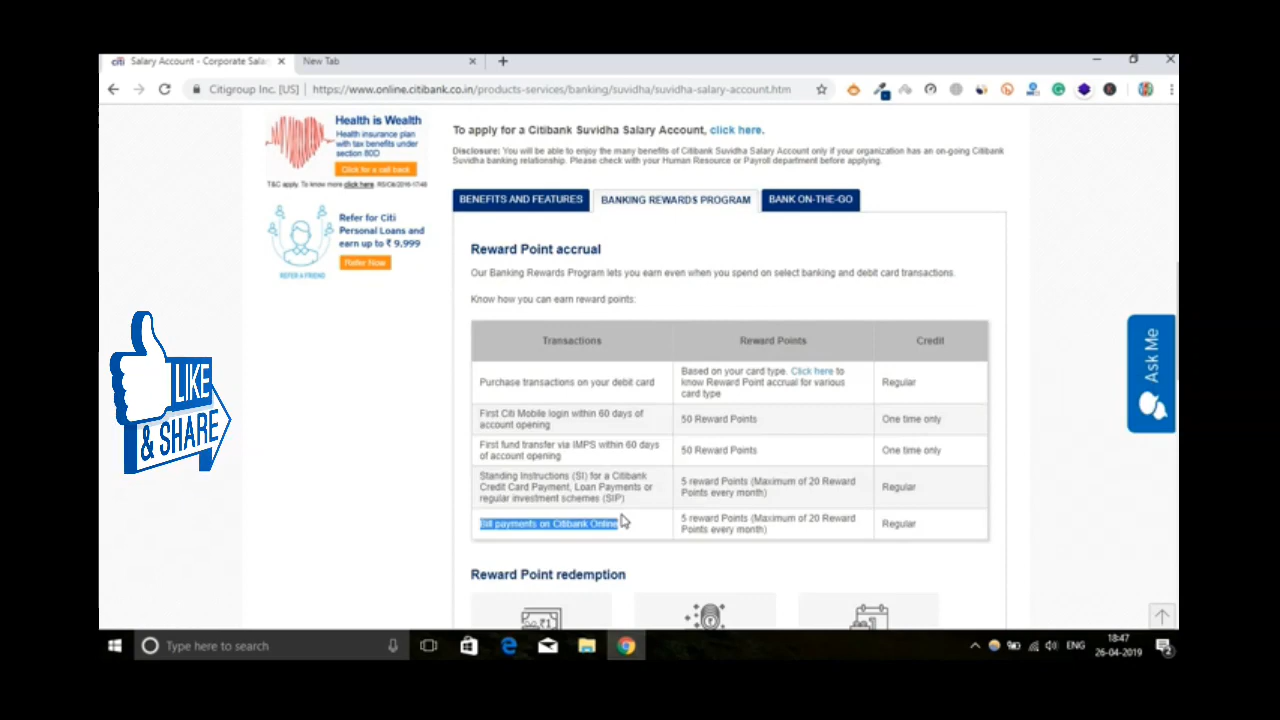 citi Salary Account - Corporate Sala
New Tab
Citigroup Inc. [US] | https://www.online.citibank.co.in/products-services/banking/suvidha/suvidha-salary-account.htm
Health is Wealth
Health insurance plan
with tax benefits under
section 80D
Click for a call back
T&C apply. To know more click here.
Refer for Citi
Personal Loans and
earn up to ₹ 9,999
Refer Now
REFER A FRIEND
LIKE
& SHARE
To apply for a Citibank Suvidha Salary Account, click here.
Disclosure: You will be able to enjoy the many benefits of Citibank Suvidha Salary Account only if your organization has an on-going Citibank
Suvidha banking relationship. Please check with your Human Resource or Payroll department before applying.
BENEFITS AND FEATURES
BANKING REWARDS PROGRAM
BANK ON-THE-GO
Reward Point accrual
Our Banking Rewards Program lets you earn even when you spend on select banking and debit card transactions.
Know how you can earn reward points:
Transactions
Reward Points
Credit
Purchase transactions on your debit card
Based on your card type. Click here to
know Reward Point accrual for various
card type
Regular
First Citi Mobile login within 60 days of
account opening
50 Reward Points
One time only
First fund transfer via IMPS within 60 days
of account opening
50 Reward Points
One time only
Standing Instructions (SI) for a Citibank
Credit Card Payment, Loan Payments or
regular investment schemes (SIP)
5 reward Points (Maximum of 20 Reward
Points every month)
Regular
Bill payments on Citibank Online
5 reward Points (Maximum of 20 Reward
Points every month)
Regular
Reward Point redemption
Ask Me
Type here to search
ENG
18:47
26-04-2019